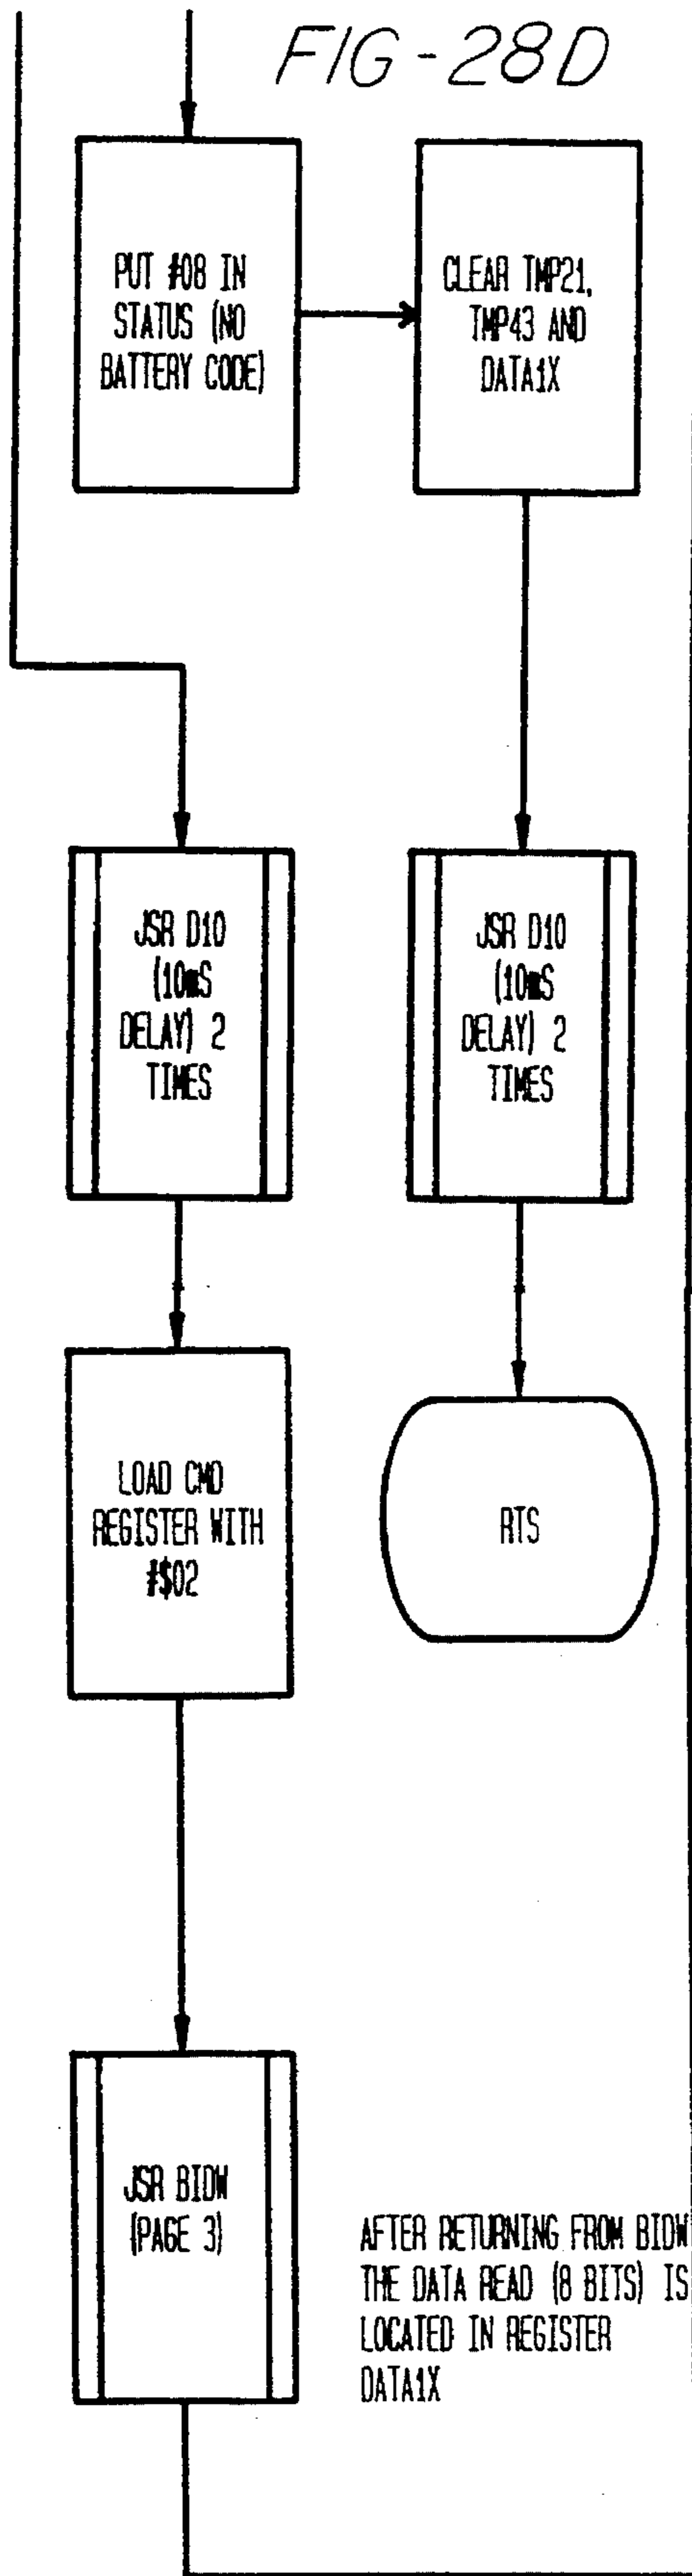 FIG-28D
PUT #08 IN
STATUS (NO
BATTERY CODE)
CLEAR TMP21,
TMP43 AND
DATA1X
JSR D10
(10mS
DELAY) 2
TIMES
JSR D10
(10mS
DELAY) 2
TIMES
LOAD CMD
REGISTER WITH
#$02
RTS
JSR BIDW
(PAGE 3)
AFTER RETURNING FROM BIDW
THE DATA READ (8 BITS) IS
LOCATED IN REGISTER
DATA1X